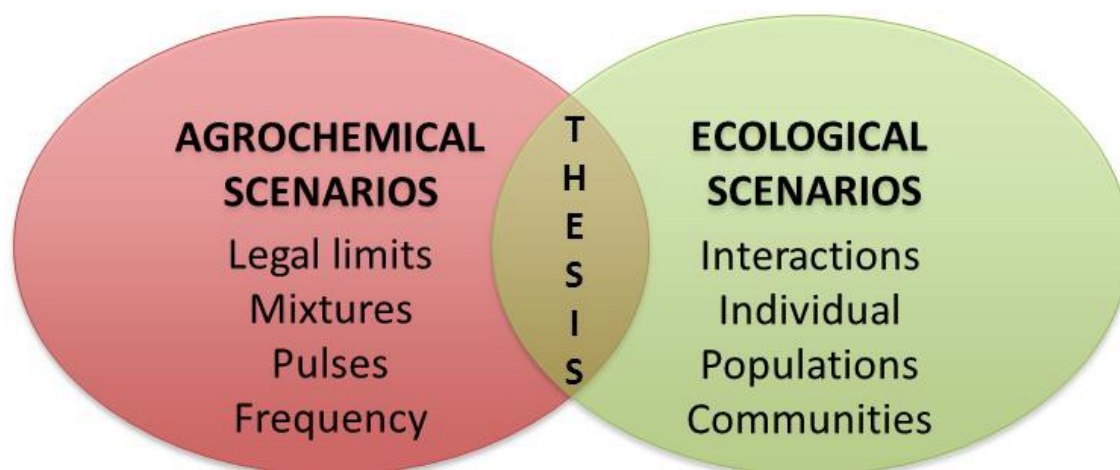 AGROCHEMICAL
SCENARIOS
Legal limits
Mixtures
Pulses
Frequency
T
H
E
S
I
S
ECOLOGICAL
SCENARIOS
Interactions
Individual
Populations
Communities